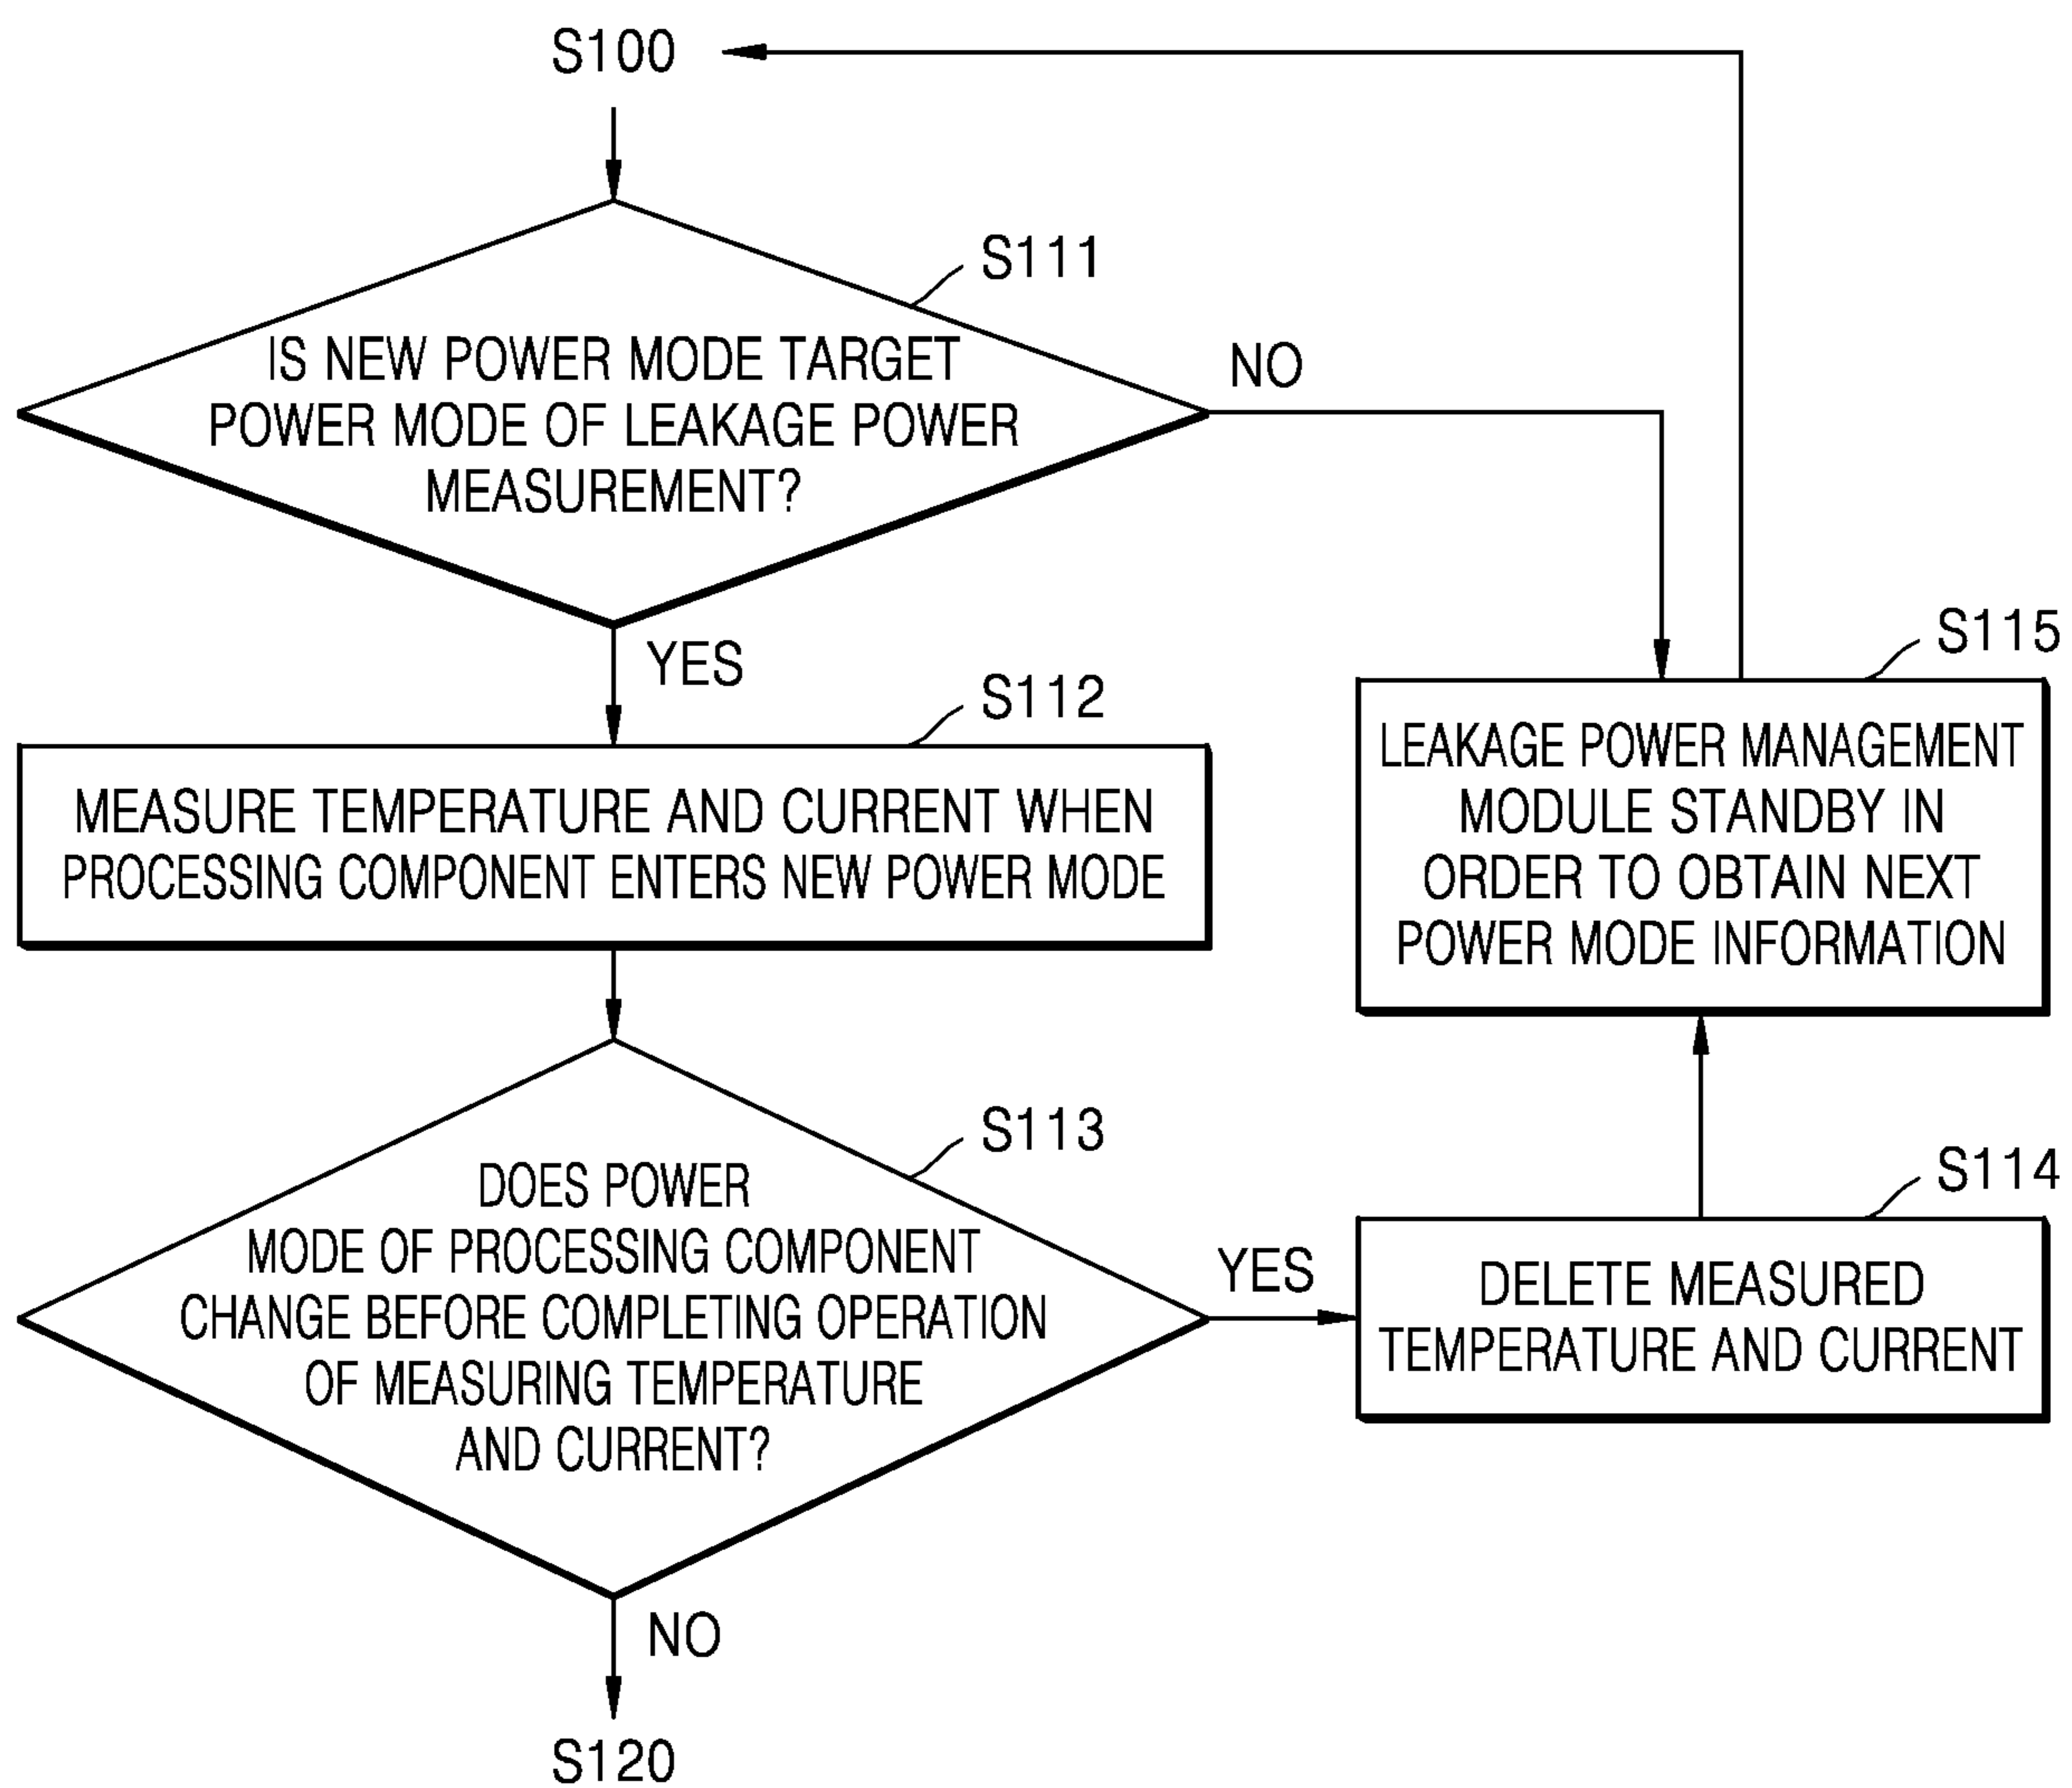 S100
S111
IS NEW POWER MODE TARGET
POWER MODE OF LEAKAGE POWER
MEASUREMENT?
NO
YES
S112
MEASURE TEMPERATURE AND CURRENT WHEN
PROCESSING COMPONENT ENTERS NEW POWER MODE
S115
LEAKAGE POWER MANAGEMENT
MODULE STANDBY IN
ORDER TO OBTAIN NEXT
POWER MODE INFORMATION
S113
DOES POWER
MODE OF PROCESSING COMPONENT
CHANGE BEFORE COMPLETING OPERATION
OF MEASURING TEMPERATURE
AND CURRENT?
YES
S114
DELETE MEASURED
TEMPERATURE AND CURRENT
NO
S120